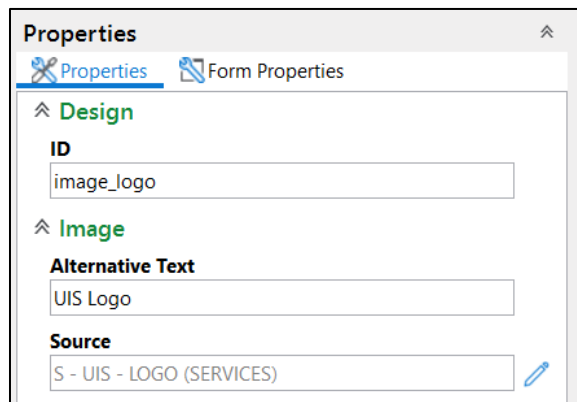 Properties
Properties Form Properties
Design
ID
image_logo
Image
Alternative Text
UIS Logo
Source
S - UIS - LOGO (SERVICES)